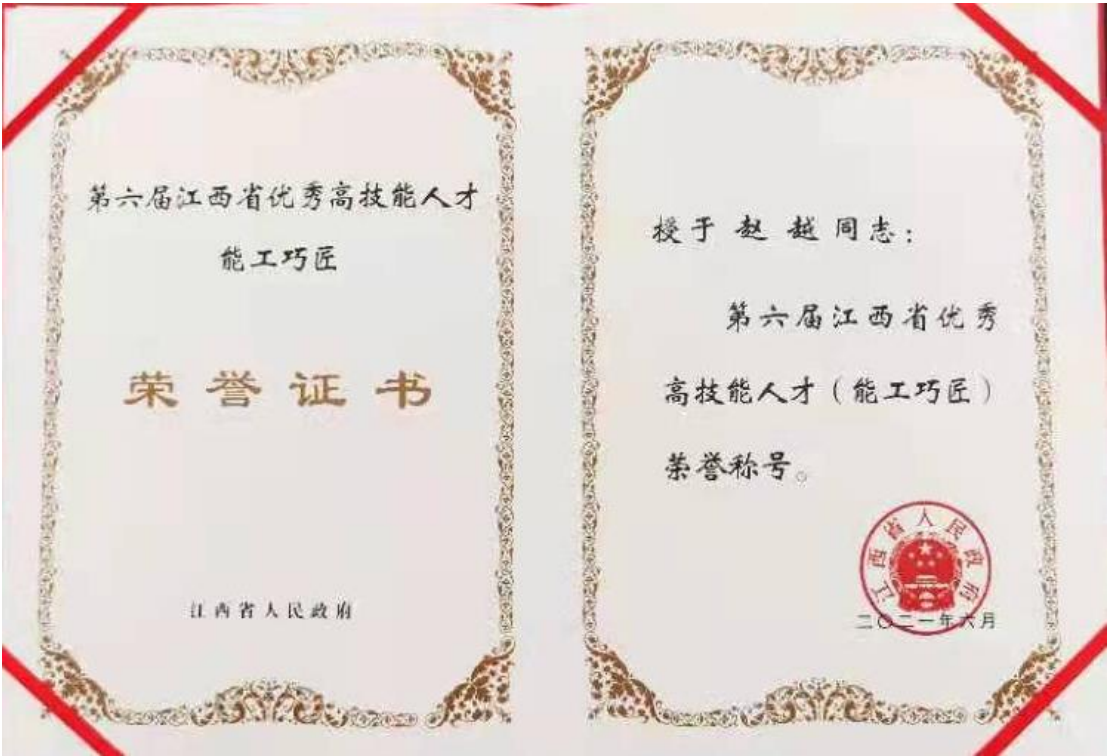 第六届江西省优秀高技能人才
能工巧匠
荣誉证书
江西省人民政府
授于 赵 越 同志：
第六届江西省优秀
高技能人才（能工巧匠）
荣誉称号。
江西省人民政府
二〇二一年六月